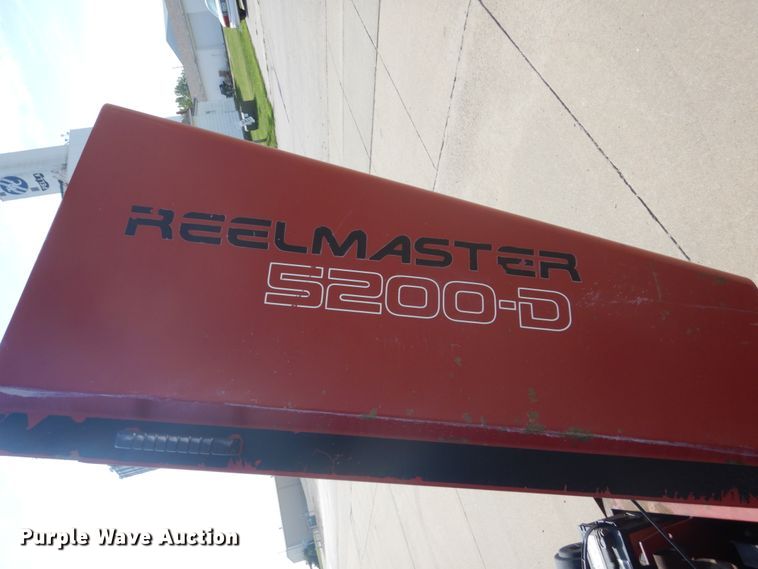 REELMASTER
5200-D
Purple Wave Auction